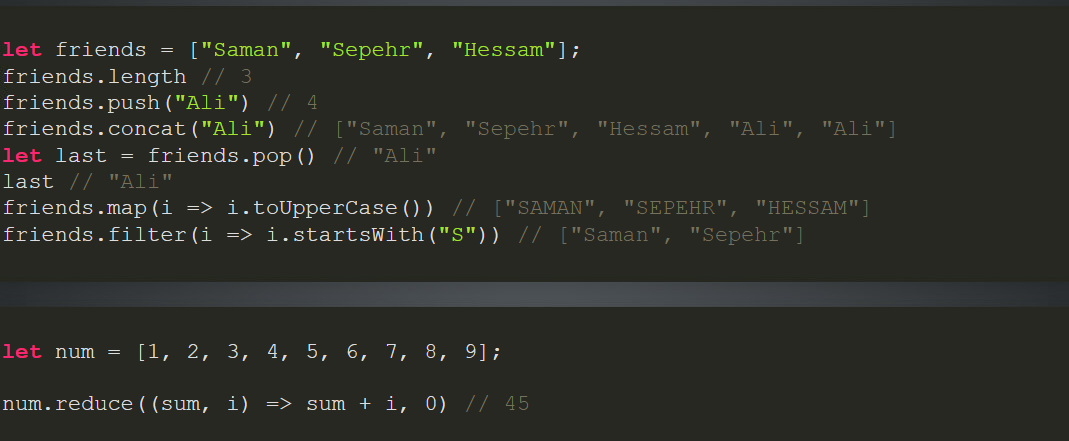 let friends = ["Saman", "Sepehr", "Hessam"];
friends.length // 3
friends.push("Ali") // 4
friends.concat("Ali") // ["Saman", "Sepehr", "Hessam", "Ali", "Ali"]
let last = friends.pop() // "Ali"
last // "Ali"
friends.map(i => i.toUpperCase()) // ["SAMAN", "SEPEHR", "HESSAM"]
friends.filter(i => i.startsWith("S")) // ["Saman", "Sepehr"]
let num = [1, 2, 3, 4, 5, 6, 7, 8, 9];
num.reduce((sum, i) => sum + i, 0) // 45